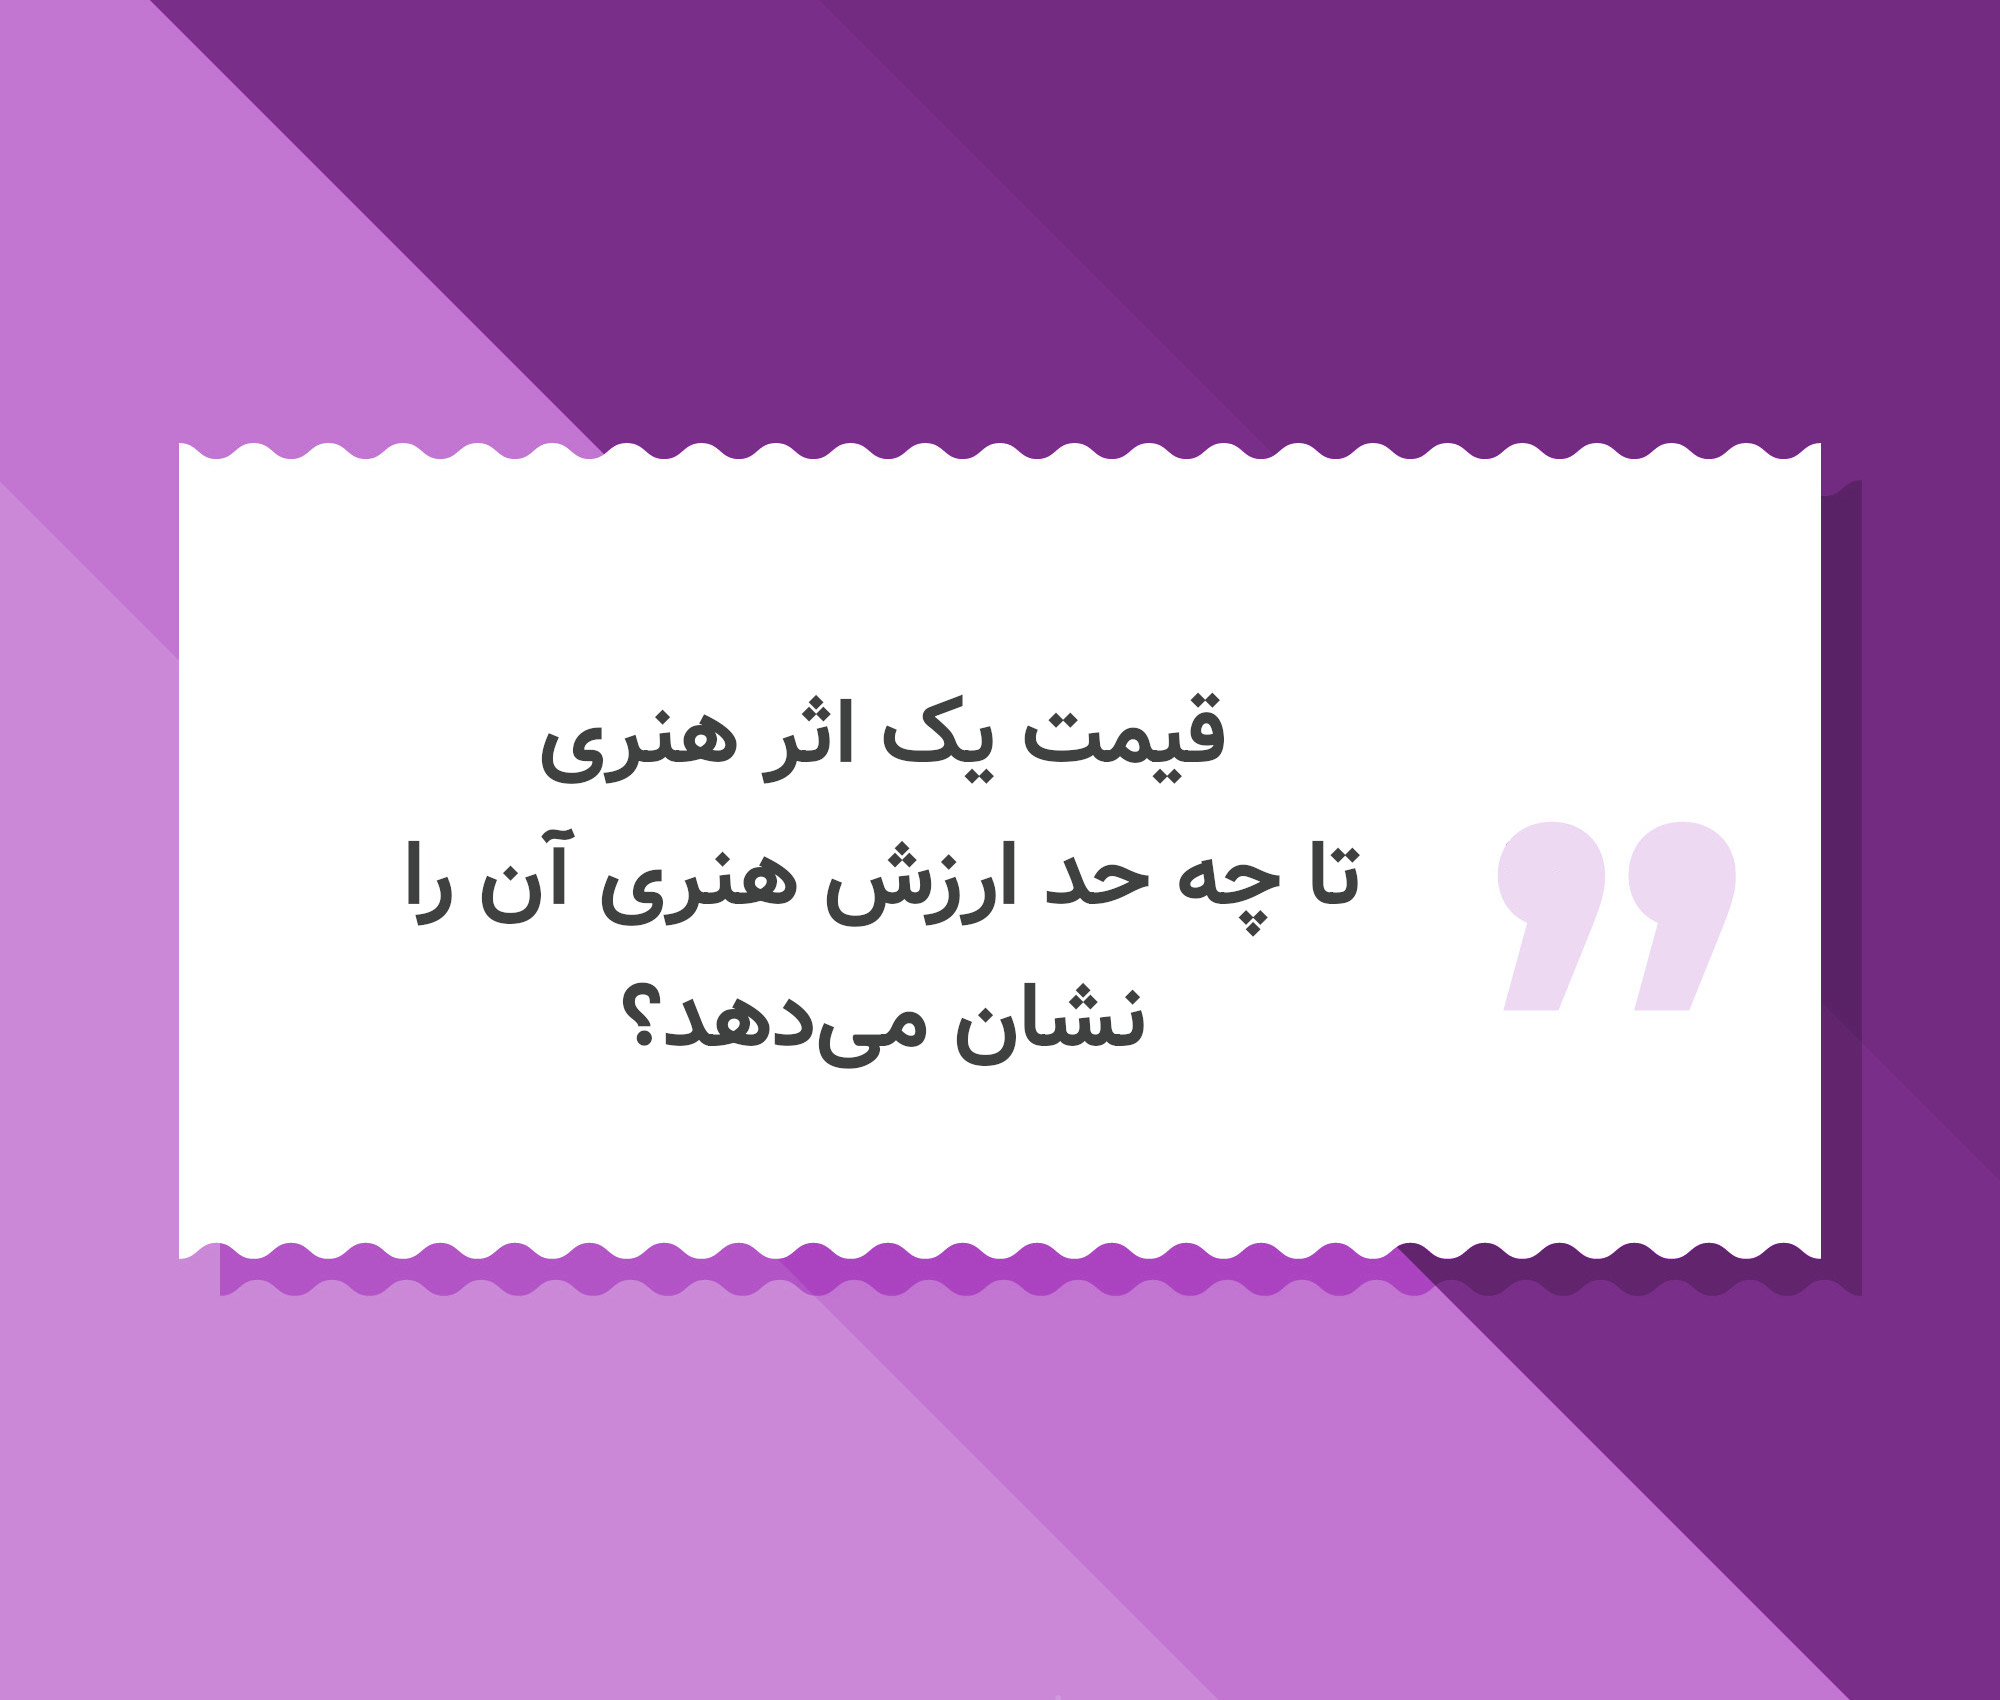 قیمت یک اثر هنری
تا چه حد ارزش هنری آن را
نشان می‌دهد؟